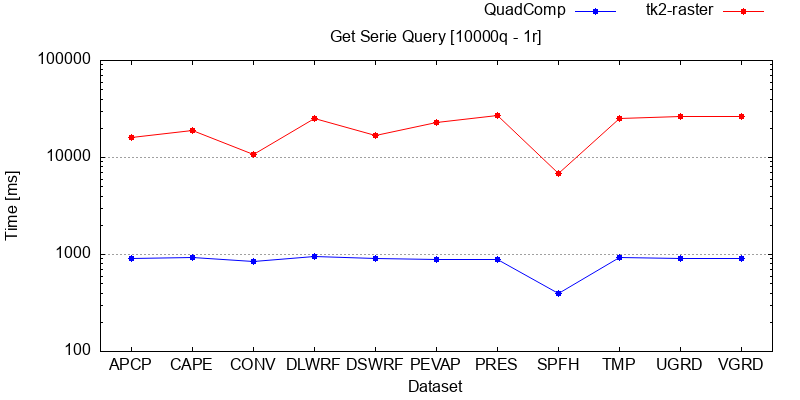 QuadComp
tk2-raster
Get Serie Query [10000q - 1r]
100000
10000
1000
100
Time [ms]
APCP CAPE CONV DLWRF DSWRF PEVAP PRES SPFH TMP UGRD VGRD
Dataset